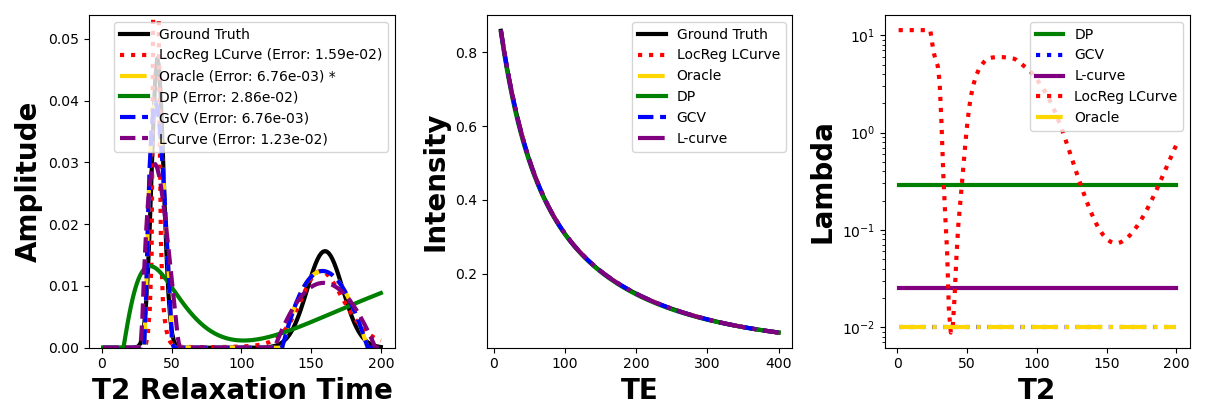 Amplitude
0.05
0.04
0.03
0.02
0.01
0.00
0
50
100
150
200
T2 Relaxation Time
Ground Truth
LocReg LCurve (Error: 1.59e-02)
Oracle (Error: 6.76e-03) *
DP (Error: 2.86e-02)
GCV (Error: 6.76e-03)
LCurve (Error: 1.23e-02)
Intensity
0.8
0.6
0.4
0.2
0
100
200
300
400
TE
Ground Truth
LocReg LCurve
Oracle
DP
GCV
L-curve
Lambda
10¹
10⁰
10⁻¹
10⁻²
0
50
100
150
200
T2
DP
GCV
L-curve
LocReg LCurve
Oracle